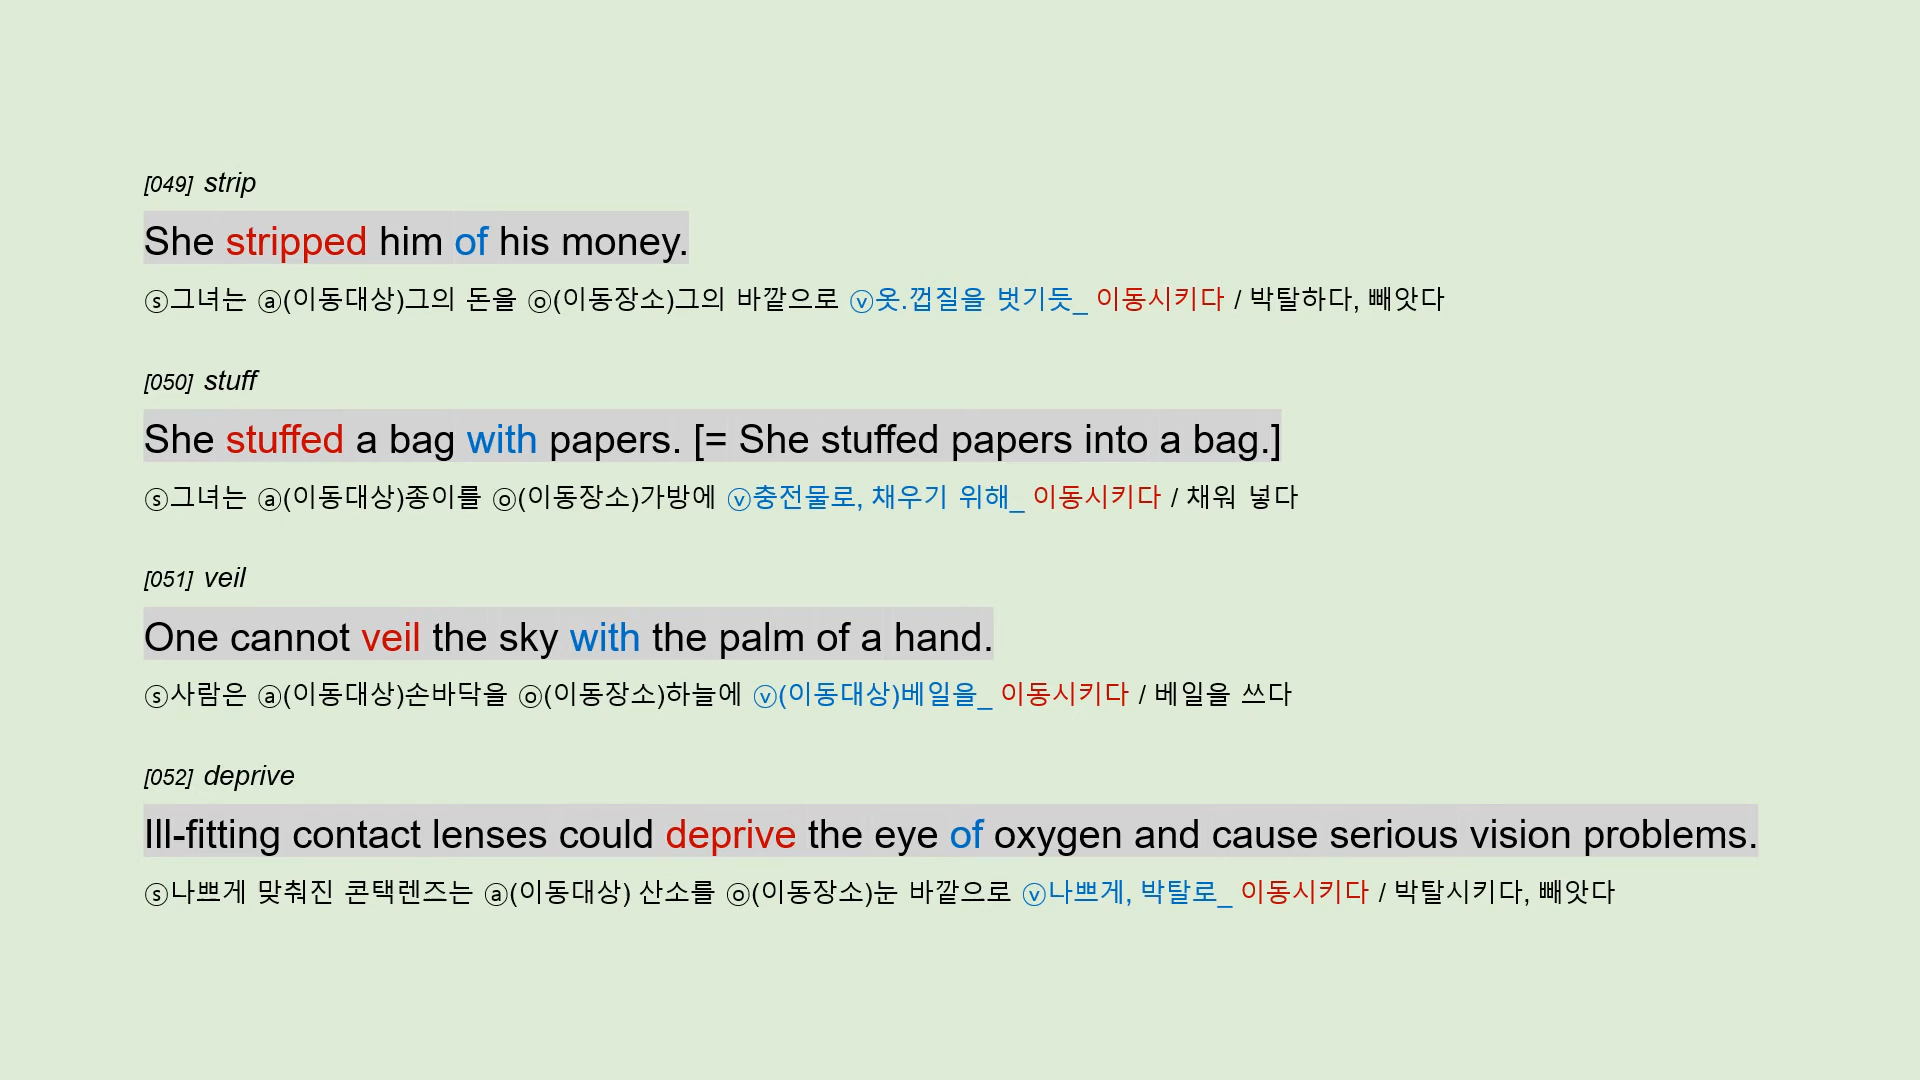 [049] strip
She stripped him of his money.
ⓢ그녀는 ⓐ(이동대상)그의 돈을 ⓞ(이동장소)그의 바깥으로 ⓥ옷.껍질을 벗기듯_ 이동시키다 / 박탈하다, 빼앗다
[050] stuff
She stuffed a bag with papers. [= She stuffed papers into a bag.]
ⓢ그녀는 ⓐ(이동대상)종이를 ⓞ(이동장소)가방에 ⓥ충전물로, 채우기 위해_ 이동시키다 / 채워 넣다
[051] veil
One cannot veil the sky with the palm of a hand.
ⓢ사람은 ⓐ(이동대상)손바닥을 ⓞ(이동장소)하늘에 ⓥ(이동대상)베일을_ 이동시키다 / 베일을 쓰다
[052] deprive
Ill-fitting contact lenses could deprive the eye of oxygen and cause serious vision problems.
ⓢ나쁘게 맞춰진 콘택렌즈는 ⓐ(이동대상) 산소를 ⓞ(이동장소)눈 바깥으로 ⓥ나쁘게, 박탈로_ 이동시키다 / 박탈시키다, 빼앗다